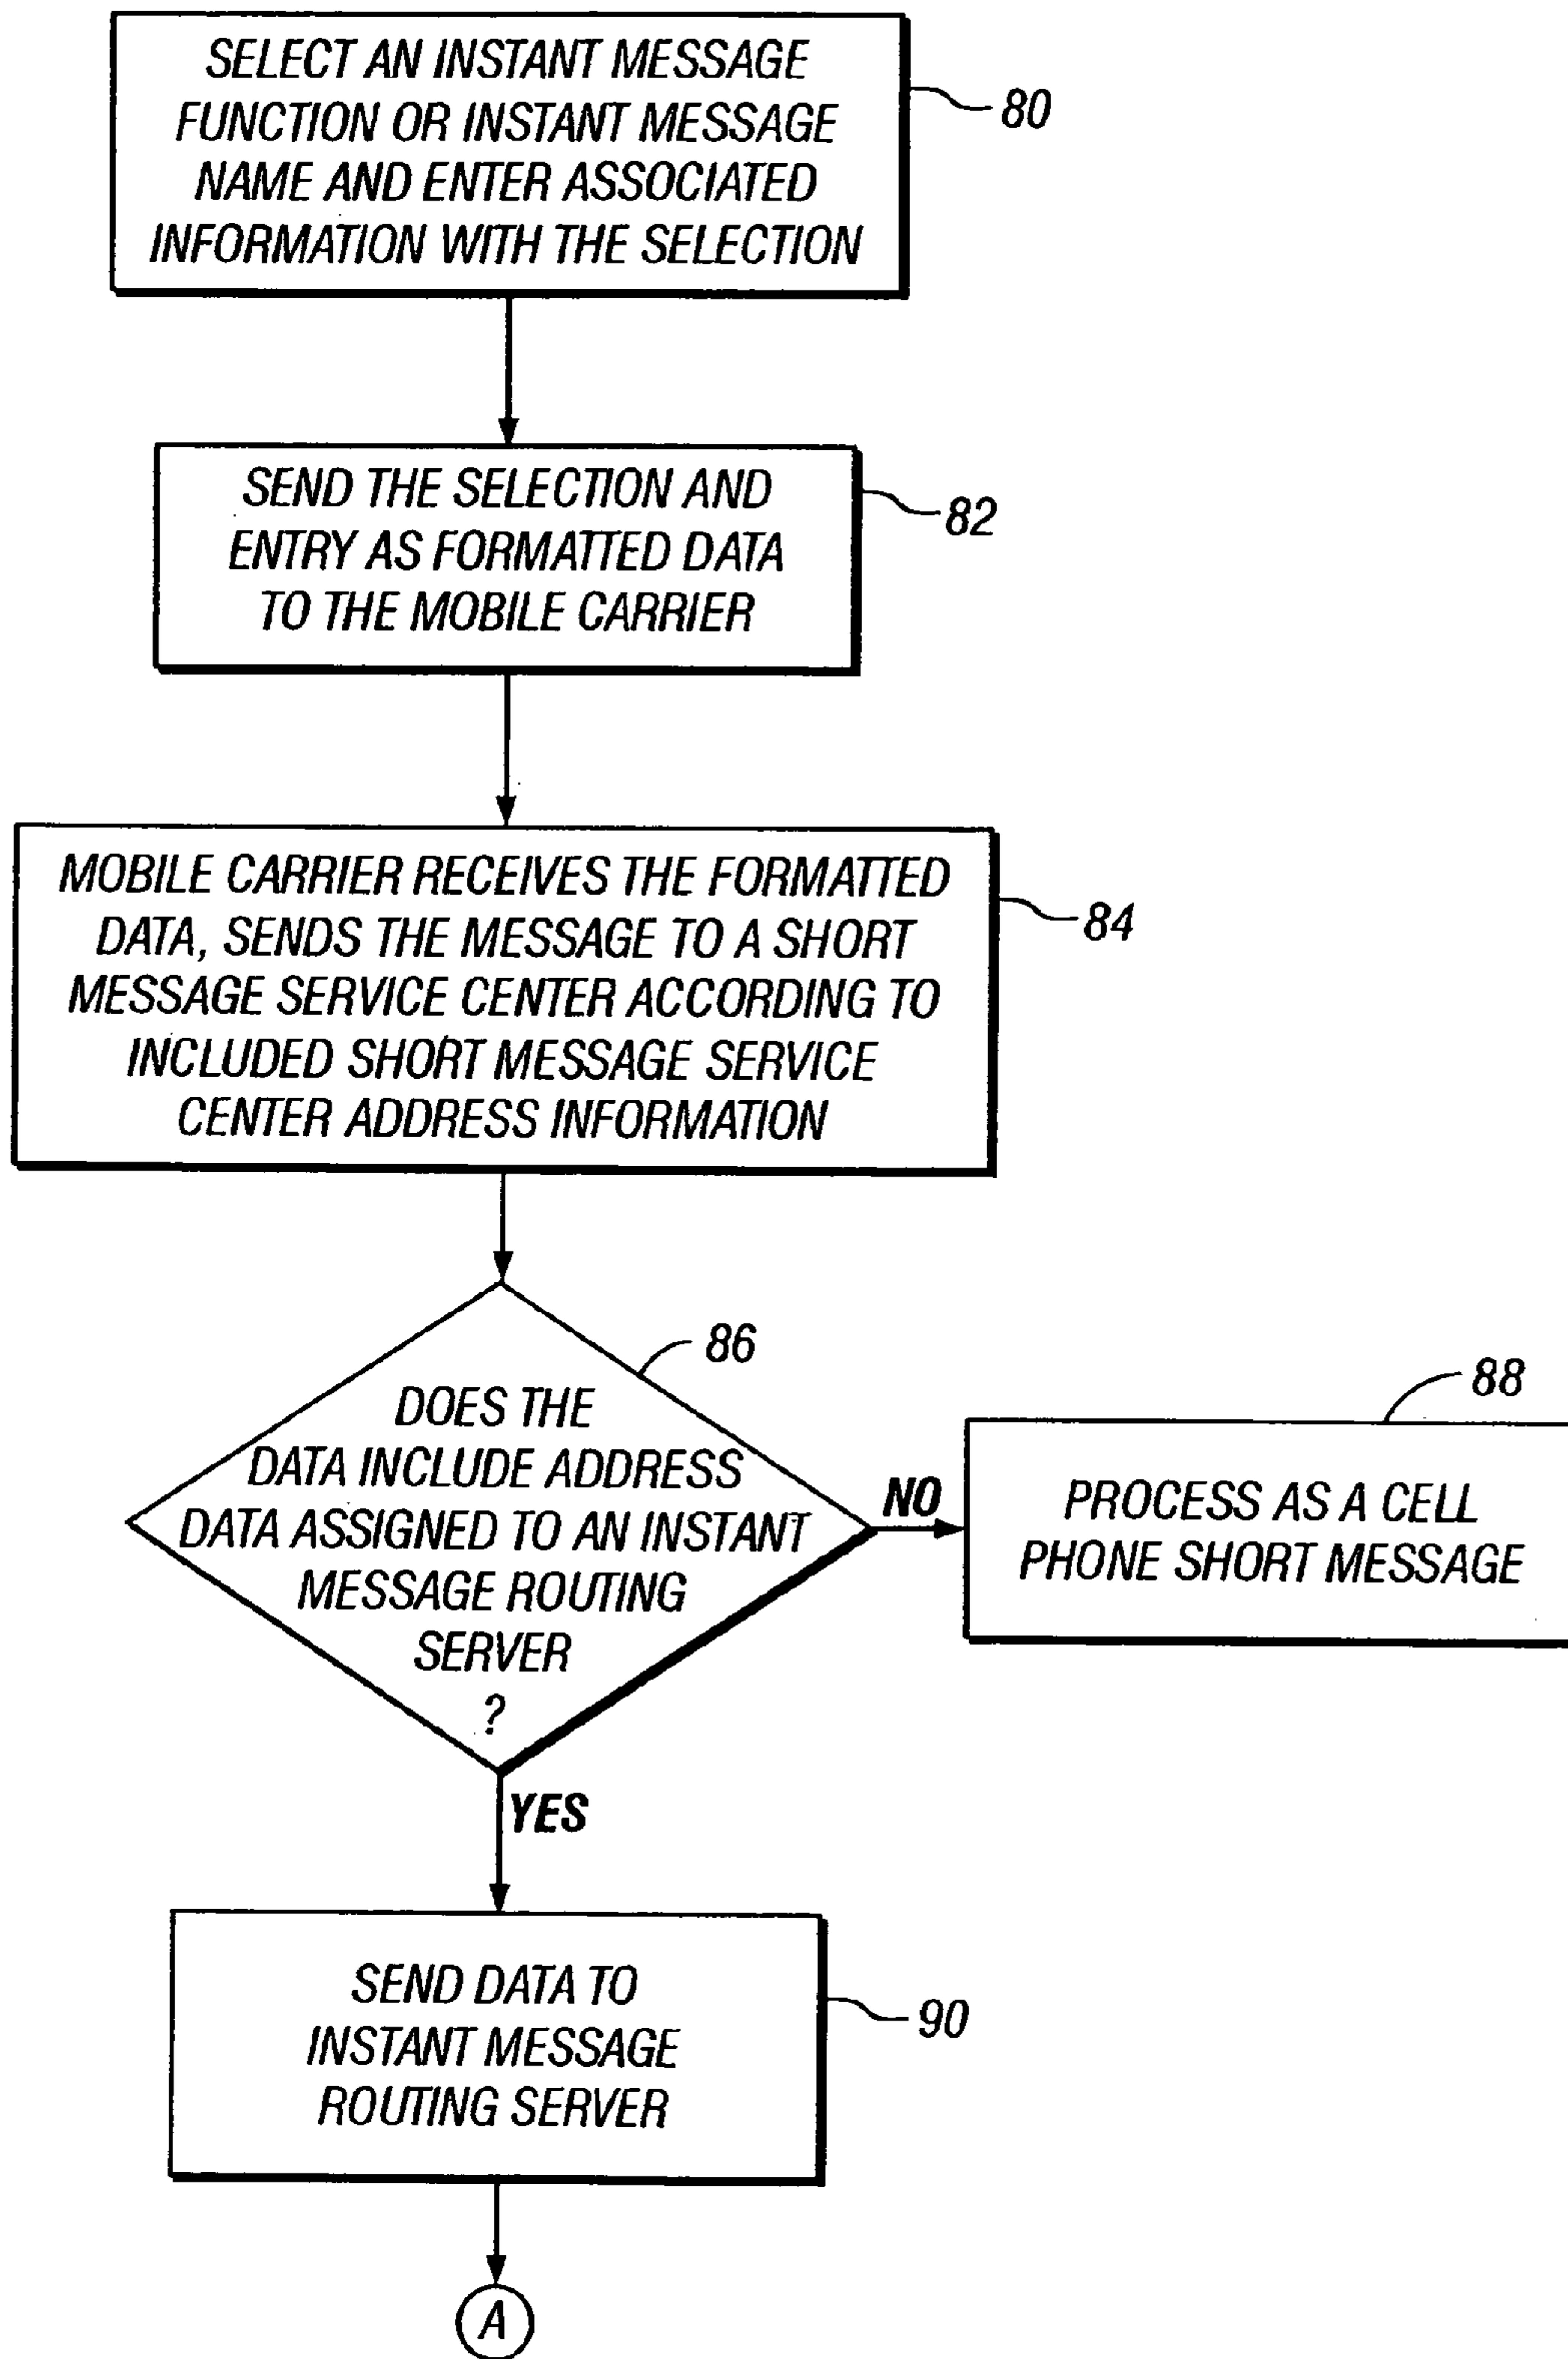 SELECT AN INSTANT MESSAGE
FUNCTION OR INSTANT MESSAGE
NAME AND ENTER ASSOCIATED
INFORMATION WITH THE SELECTION
80
SEND THE SELECTION AND
ENTRY AS FORMATTED DATA
TO THE MOBILE CARRIER
82
MOBILE CARRIER RECEIVES THE FORMATTED
DATA, SENDS THE MESSAGE TO A SHORT
MESSAGE SERVICE CENTER ACCORDING TO
INCLUDED SHORT MESSAGE SERVICE
CENTER ADDRESS INFORMATION
84
86
DOES THE
DATA INCLUDE ADDRESS
DATA ASSIGNED TO AN INSTANT
MESSAGE ROUTING
SERVER
?
NO
88
PROCESS AS A CELL
PHONE SHORT MESSAGE
YES
SEND DATA TO
INSTANT MESSAGE
ROUTING SERVER
90
A